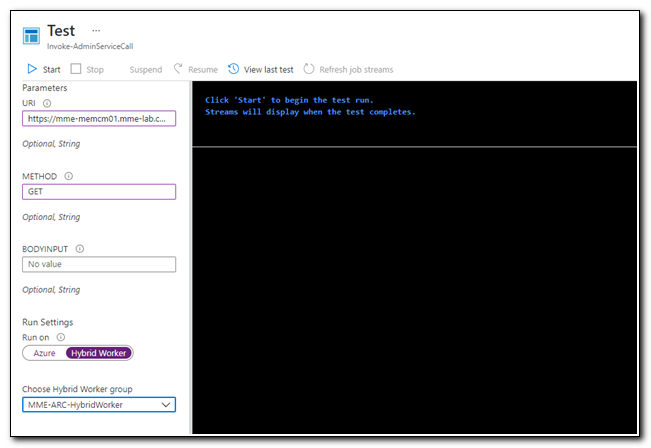 Test ...
Invoke-AdminServiceCall
Start Stop Suspend Resume View last test Refresh job streams
Parameters
URI
https://mme-memcm01.mme-lab.c...
Optional, String
METHOD
GET
Optional, String
BODYINPUT
No value
Optional, String
Run Settings
Run on
Azure Hybrid Worker
Choose Hybrid Worker group
MME-ARC-HybridWorker
Click 'Start' to begin the test run.
Streams will display when the test completes.